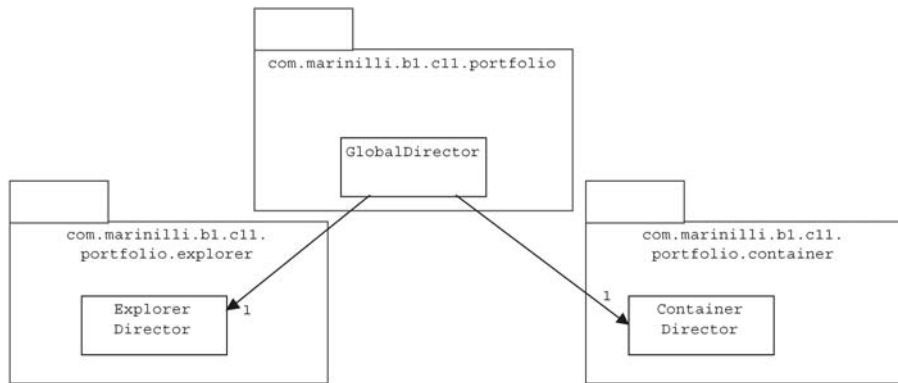 com.marinilli.b1.c11.portfolio
GlobalDirector
com.marinilli.b1.c11.
portfolio.explorer
Explorer
Director
1
com.marinilli.b1.c11.
portfolio.container
1
Container
Director